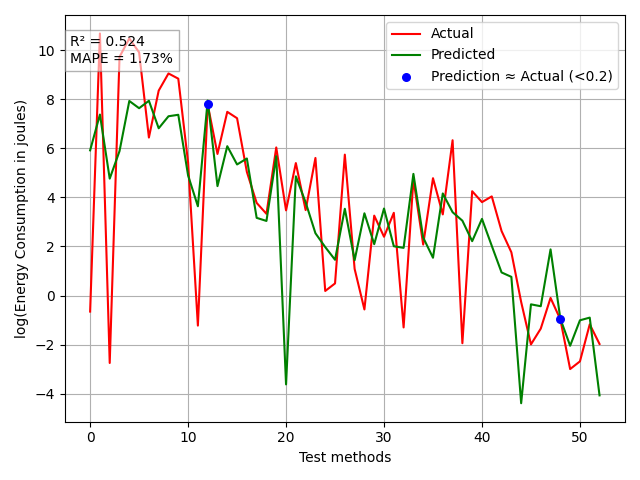 R² = 0.524
MAPE = 1.73%
Actual
Predicted
Prediction ≈ Actual (<0.2)
log(Energy Consumption in joules)
10
8
6
4
2
0
−2
−4
0
10
20
30
40
50
Test methods